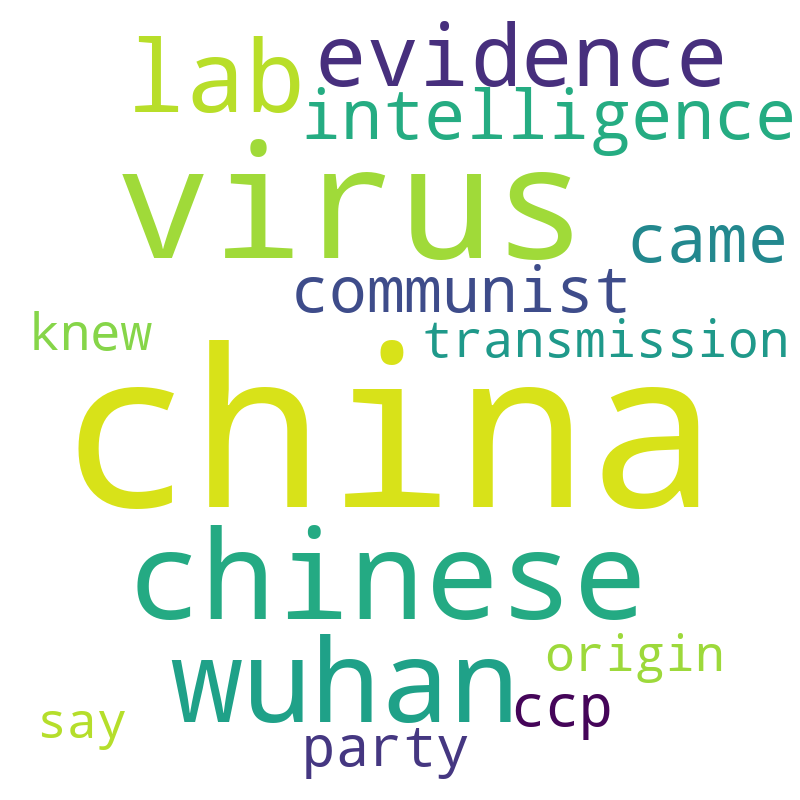 lab evidence
intelligence
virus
came
communist
knew transmission
china
chinese
wuhan origin
ccp
say party